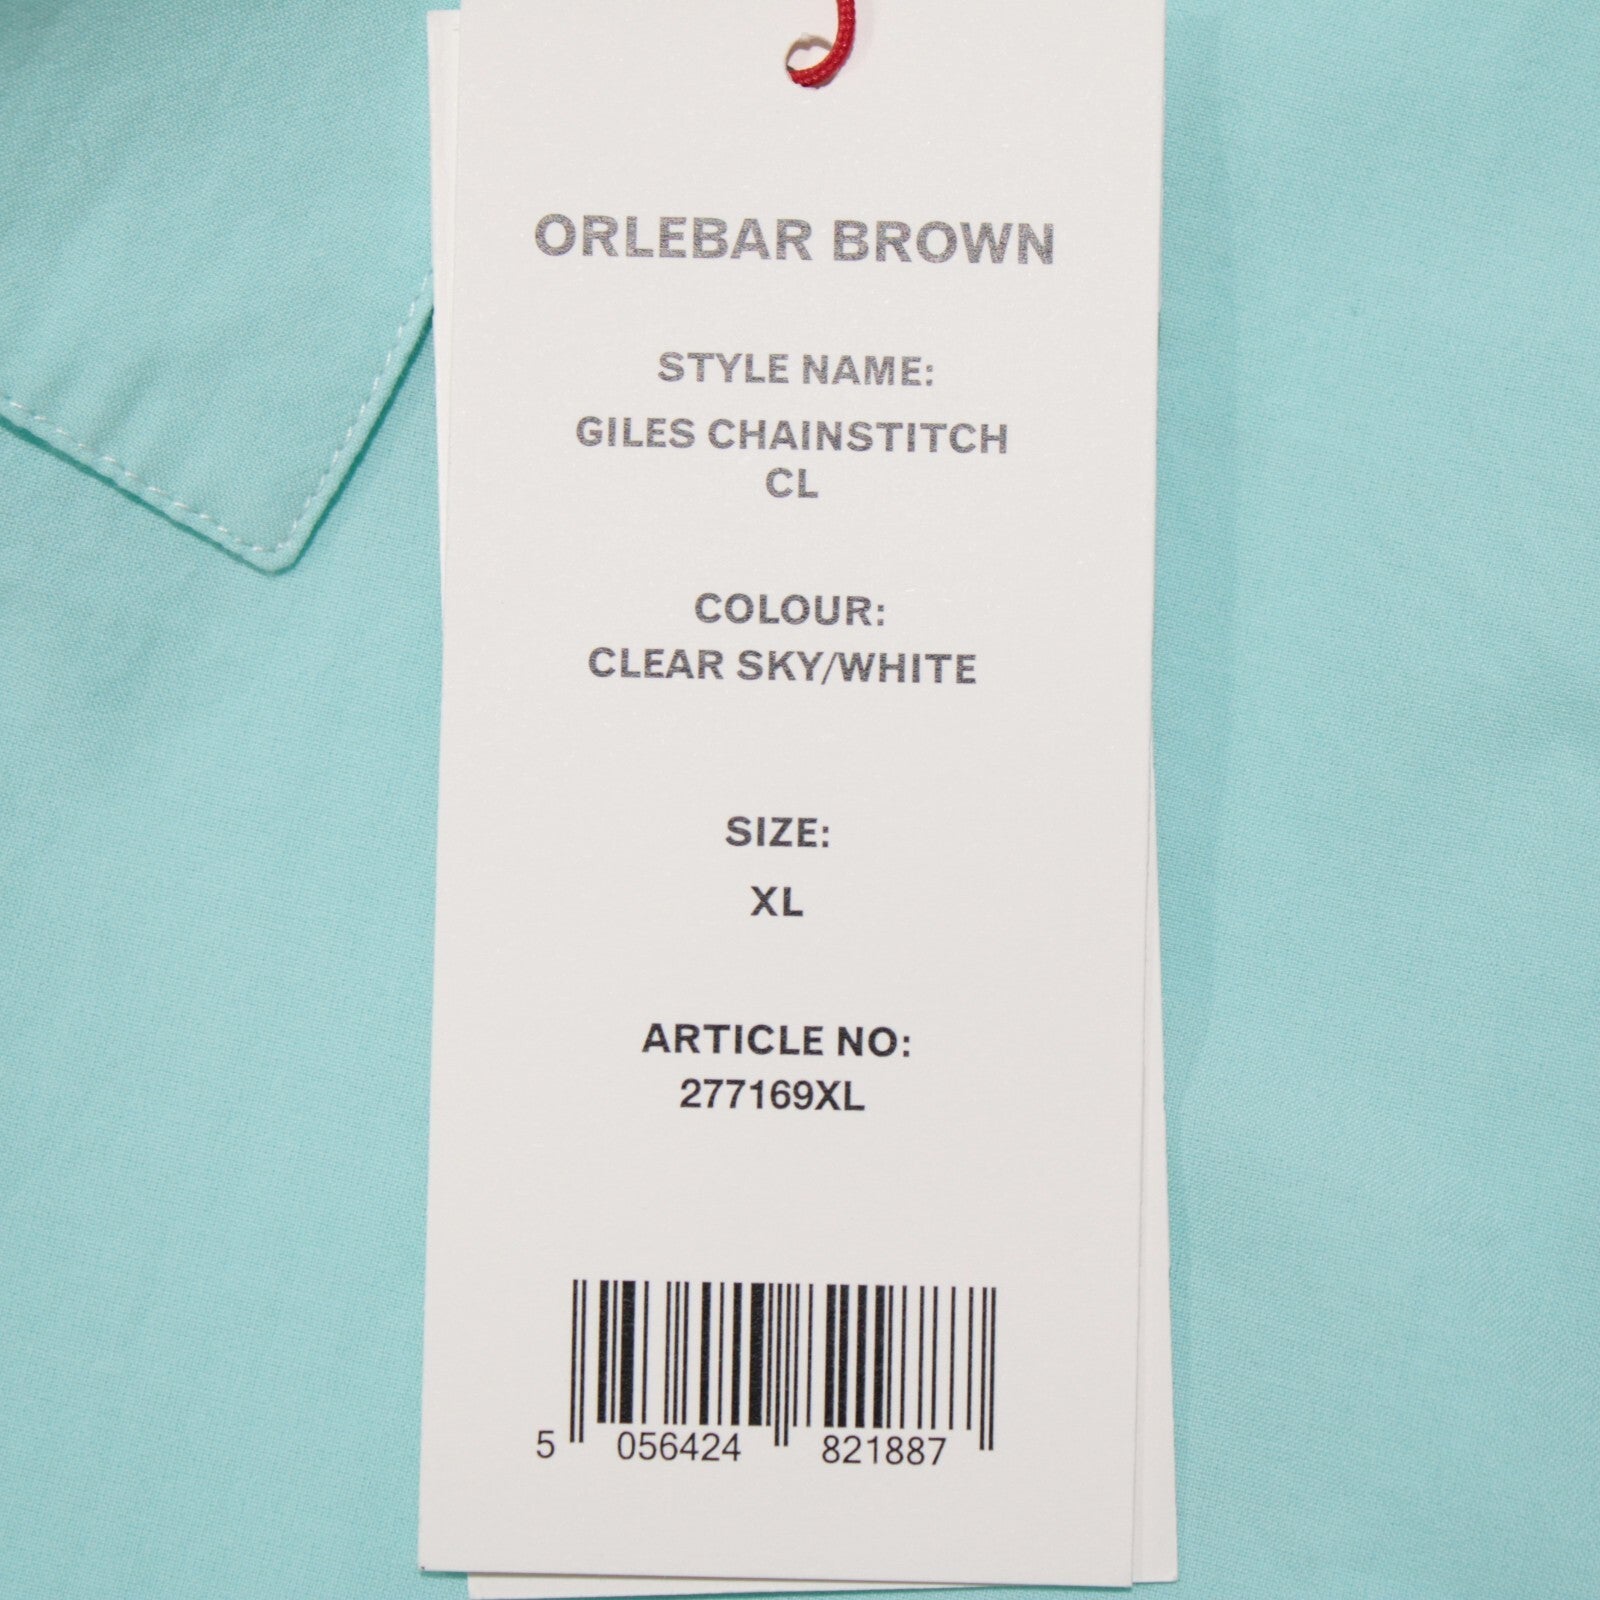 ORLEBAR BROWN
STYLE NAME:
GILES CHAINSTITCH
CL
COLOUR:
CLEAR SKY/WHITE
SIZE:
XL
ARTICLE NO:
277169XL
5 056424 821887